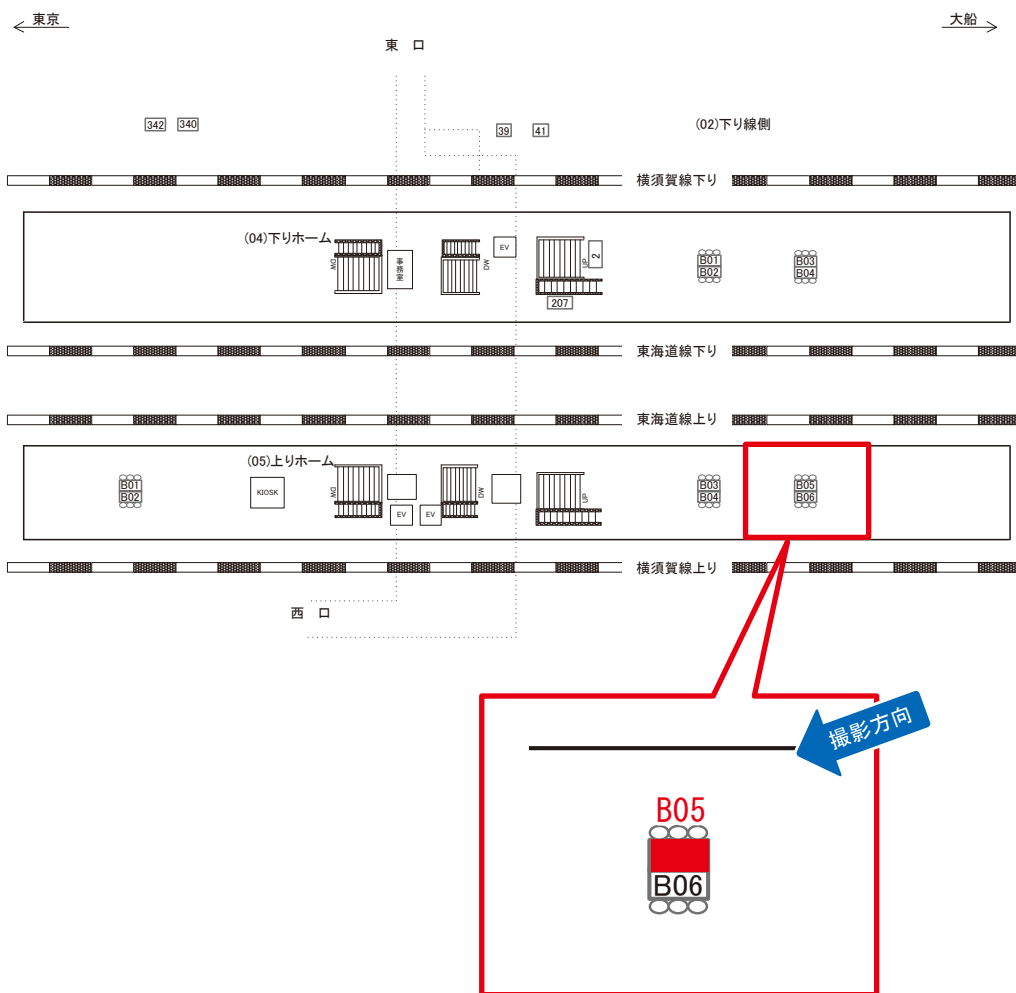 東京
大船
東 口
342 340
39 41
(02)下り線側
横須賀線下り
(04)下りホーム
DW
事務室
DW
EV
UP
2
207
B01
B02
B03
B04
東海道線下り
東海道線上り
(05)上りホーム
B01
B02
KIOSK
DW
EV
EV
DW
UP
B03
B04
B05
B06
横須賀線上り
西 口
撮影方向
B05
B06